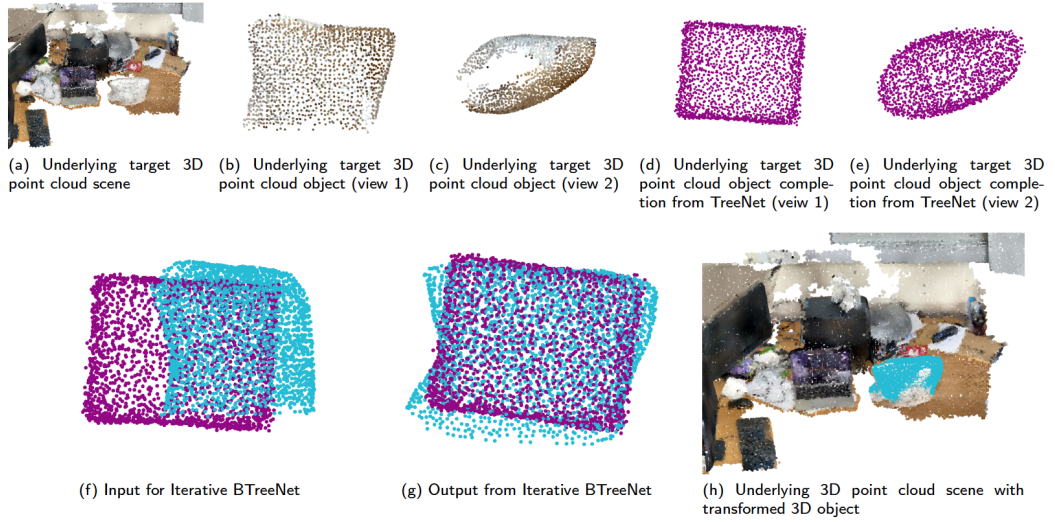 (a) Underlying target 3D
point cloud scene
(b) Underlying target 3D
point cloud object (view 1)
(c) Underlying target 3D
point cloud object (view 2)
(d) Underlying target 3D
point cloud object comple-
tion from TreeNet (veiw 1)
(e) Underlying target 3D
point cloud object comple-
tion from TreeNet (view 2)
(f) Input for Iterative BTreeNet
(g) Output from Iterative BTreeNet
(h) Underlying 3D point cloud scene with
transformed 3D object